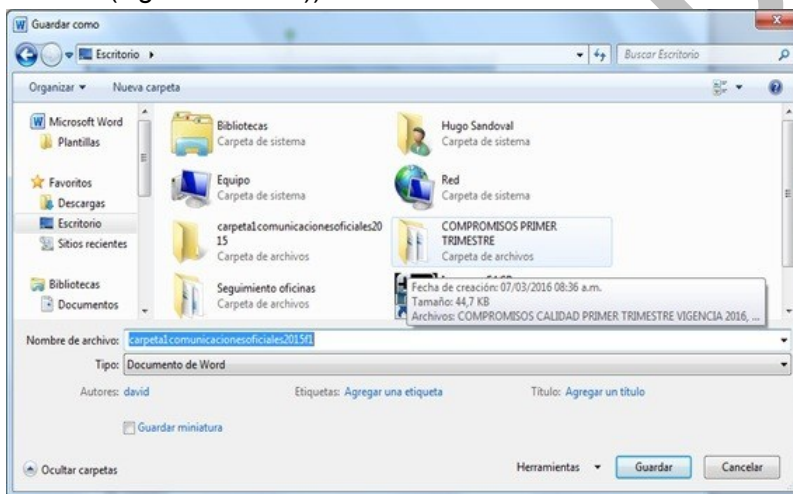 Guardar como
Escritorio
Buscar Escritorio
Organizar
Nueva carpeta
Microsoft Word
Plantillas
Favoritos
Descargas
Escritorio
Sitios recientes
Bibliotecas
Documentos
Bibliotecas
Carpeta de sistema
Hugo Sandoval
Carpeta de sistema
Equipo
Carpeta de sistema
Red
Carpeta de sistema
carpeta1comunicacionesoficiales20
15
Carpeta de archivos
COMPROMISOS PRIMER
TRIMESTRE
Carpeta de archivos
Seguimiento oficinas
Carpeta de archivos
Fecha de creación: 07/03/2016 08:36 a.m.
Tamaño: 44,7 KB
Archivos: COMPROMISOS CALIDAD PRIMER TRIMESTRE VIGENCIA 2016, ...
Nombre de archivo: carpeta1comunicacionesoficiales2015f1
Tipo: Documento de Word
Autores: david
Etiquetas: Agregar una etiqueta
Título: Agregar un título
Guardar miniatura
Ocultar carpetas
Herramientas
Guardar
Cancelar